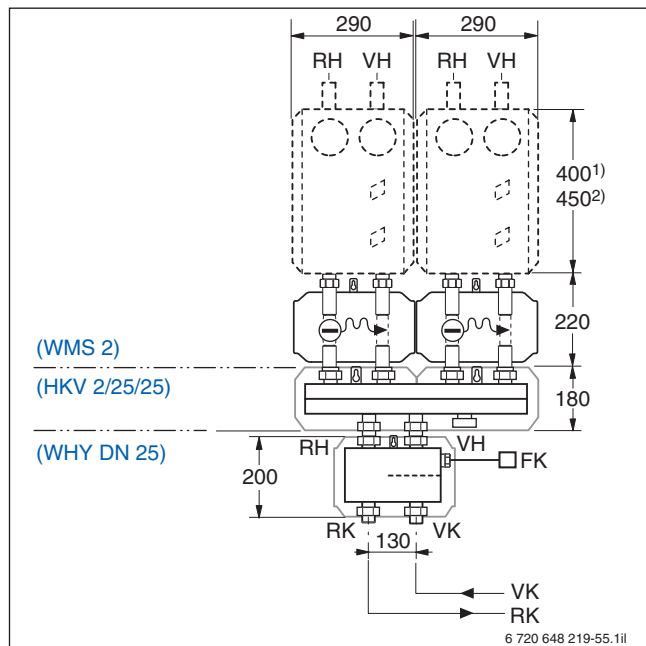 290 290
RH VH RH VH
400¹⁾
450²⁾
220
(WMS 2)
(HKV 2/25/25)
180
(WHY DN 25)
RH VH
FK
200
RK VK
130
VK
RK
6 720 648 219-55.1il